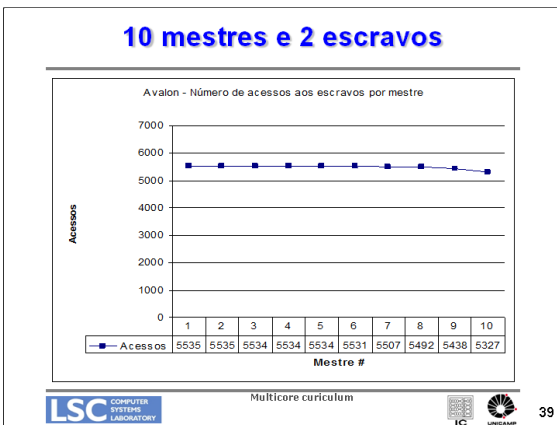 10 mestres e 2 escravos
Avalon - Número de acessos aos escravos por mestre
7000
6000
5000
4000
3000
2000
1000
0
Acessos
1 2 3 4 5 6 7 8 9 10
Acessos 5535 5535 5534 5534 5534 5531 5507 5492 5438 5327
Mestre #
Multicore curiculum
LSC COMPUTER SYSTEMS LABORATORY
IC
UNICAMP
39